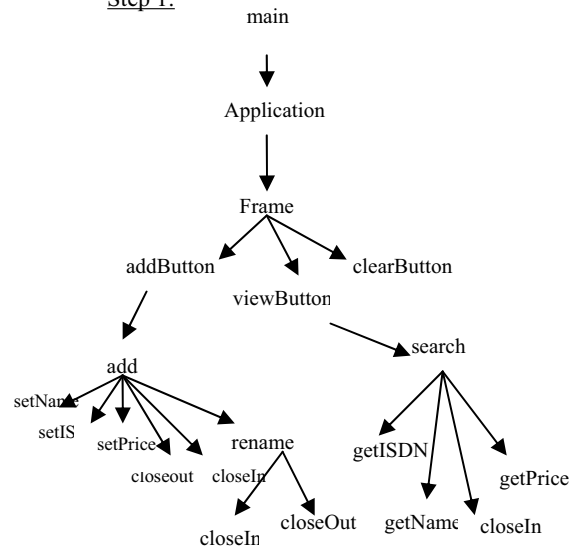 Step 1:
main
Application
Frame
addButton
clearButton
viewButton
search
add
setName
setIS
setPrice
rename
getISDN
closeout
closeIn
getPrice
closeIn
closeOut
getName
closeIn